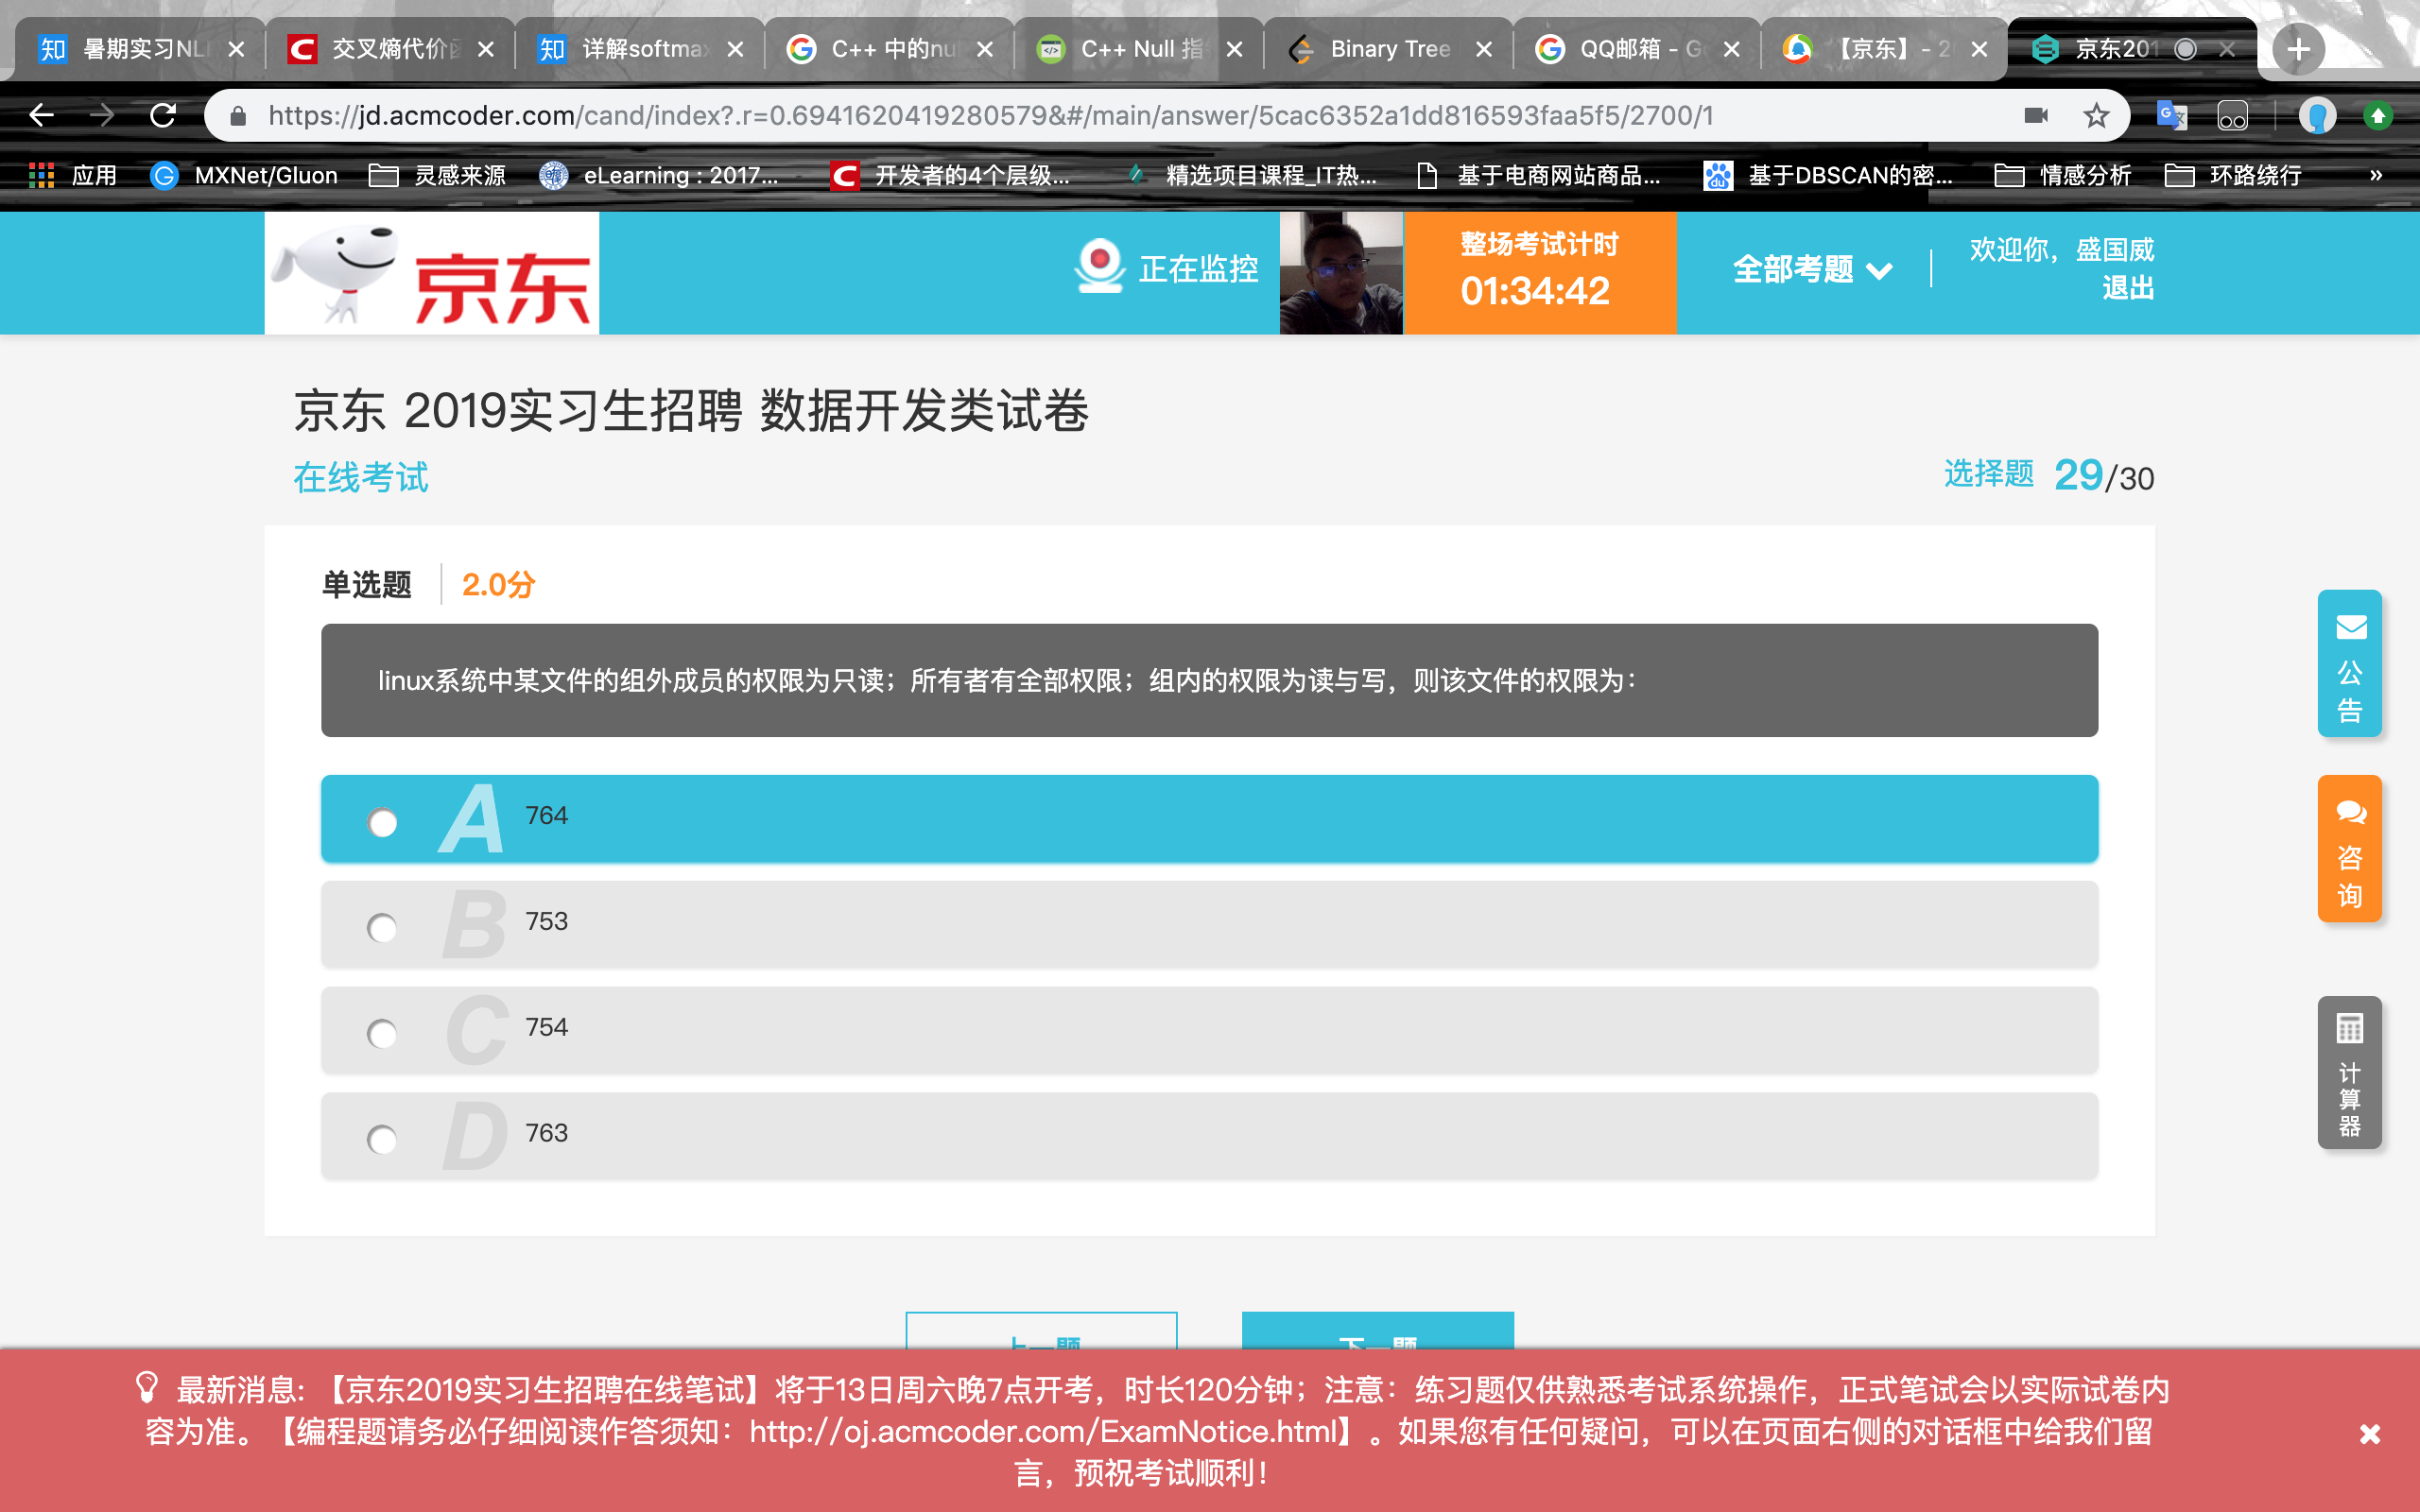 暑期实习NL
交叉熵代价函
详解softma
C++ 中的nu
C++ Null 指
Binary Tree
QQ邮箱 - G
【京东】- 2
京东201
https://jd.acmcoder.com/cand/index?.r=0.6941620419280579&#/main/answer/5cac6352a1dd816593faa5f5/2700/1
应用
MXNet/Gluon
灵感来源
eLearning : 2017...
开发者的4个层级...
精选项目课程_IT热...
基于电商网站商品...
基于DBSCAN的密...
情感分析
环路绕行
»
京东
正在监控
整场考试计时
01:34:42
全部考题
欢迎你，盛国威
退出
京东 2019实习生招聘 数据开发类试卷
在线考试
选择题 29/30
单选题
2.0分
linux系统中某文件的组外成员的权限为只读；所有者有全部权限；组内的权限为读与写，则该文件的权限为：
A 764
B 753
C 754
D 763
公告
咨询
计算器
上一题
下一题
最新消息：【京东2019实习生招聘在线笔试】将于13日周六晚7点开考，时长120分钟；注意：练习题仅供熟悉考试系统操作，正式笔试会以实际试卷内
容为准。【编程题请务必仔细阅读作答须知：http://oj.acmcoder.com/ExamNotice.html】。如果您有任何疑问，可以在页面右侧的对话框中给我们留
言，预祝考试顺利！